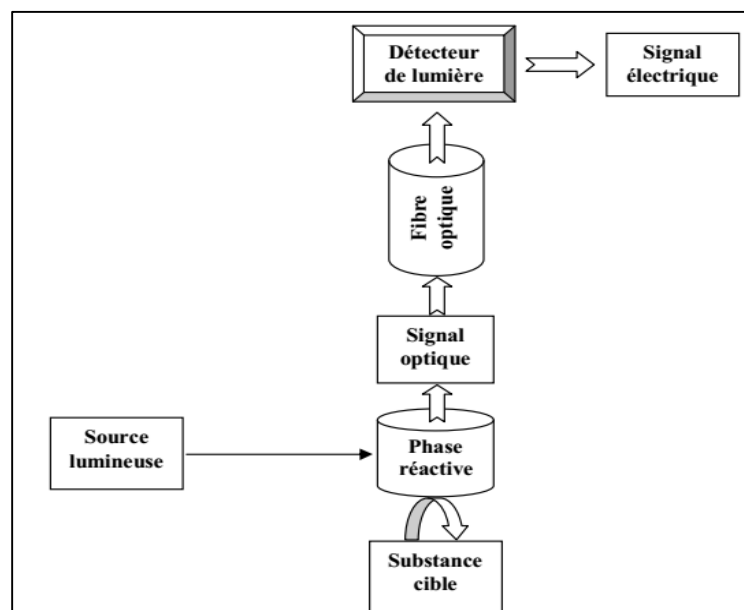 Détecteur
de lumière
Signal
électrique
Fibre
optique
Signal
optique
Source
lumineuse
Phase
réactive
Substance
cible